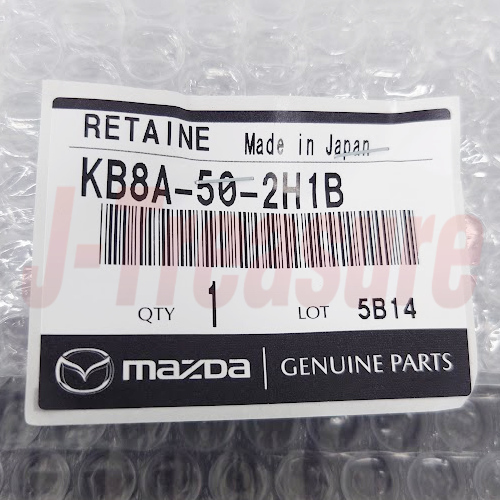 RETAINE Made in Japan
KB8A-50-2H1B
J-Treasure
QTY 1 LOT 5B14
mazda GENUINE PARTS